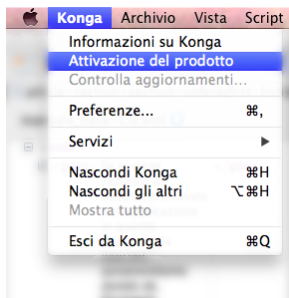 Konga Archivio Vista Script
Informazioni su Konga
Attivazione del prodotto
Controlla aggiornamenti...
Preferenze... ⌘,
Servizi ▶
Nascondi Konga ⌘H
Nascondi gli altri ⌥⌘H
Mostra tutto
Esci da Konga ⌘Q